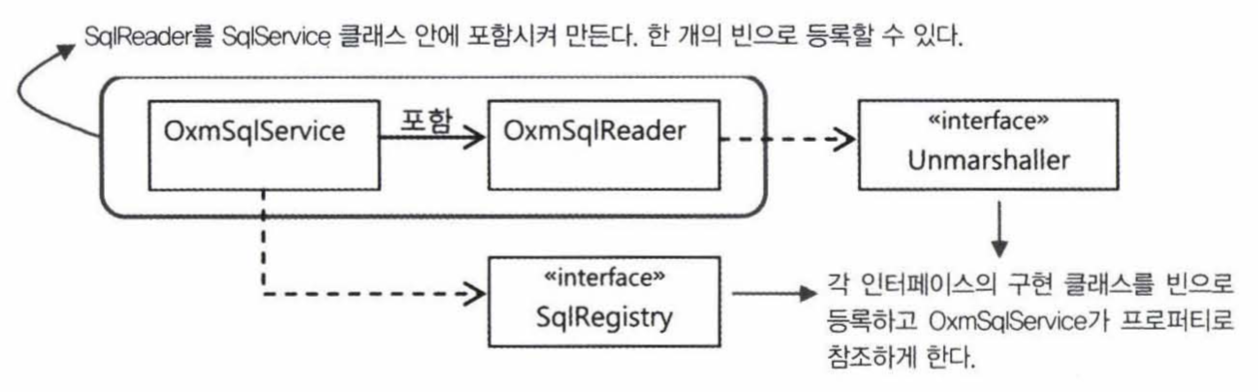 SqlReader를 SqlService 클래스 안에 포함시켜 만든다. 한 개의 빈으로 등록할 수 있다.
OxmSqlService
포함
OxmSqlReader
«interface»
Unmarshaller
«interface»
SqlRegistry
각 인터페이스의 구현 클래스를 빈으로
등록하고 OxmSqlService가 프로퍼티로
참조하게 한다.